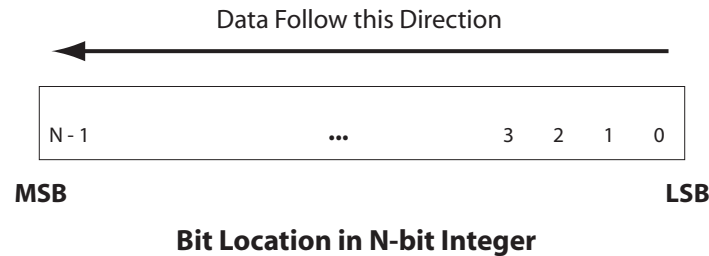 Data Follow this Direction
N - 1 ... 3 2 1 0
MSB LSB
Bit Location in N-bit Integer